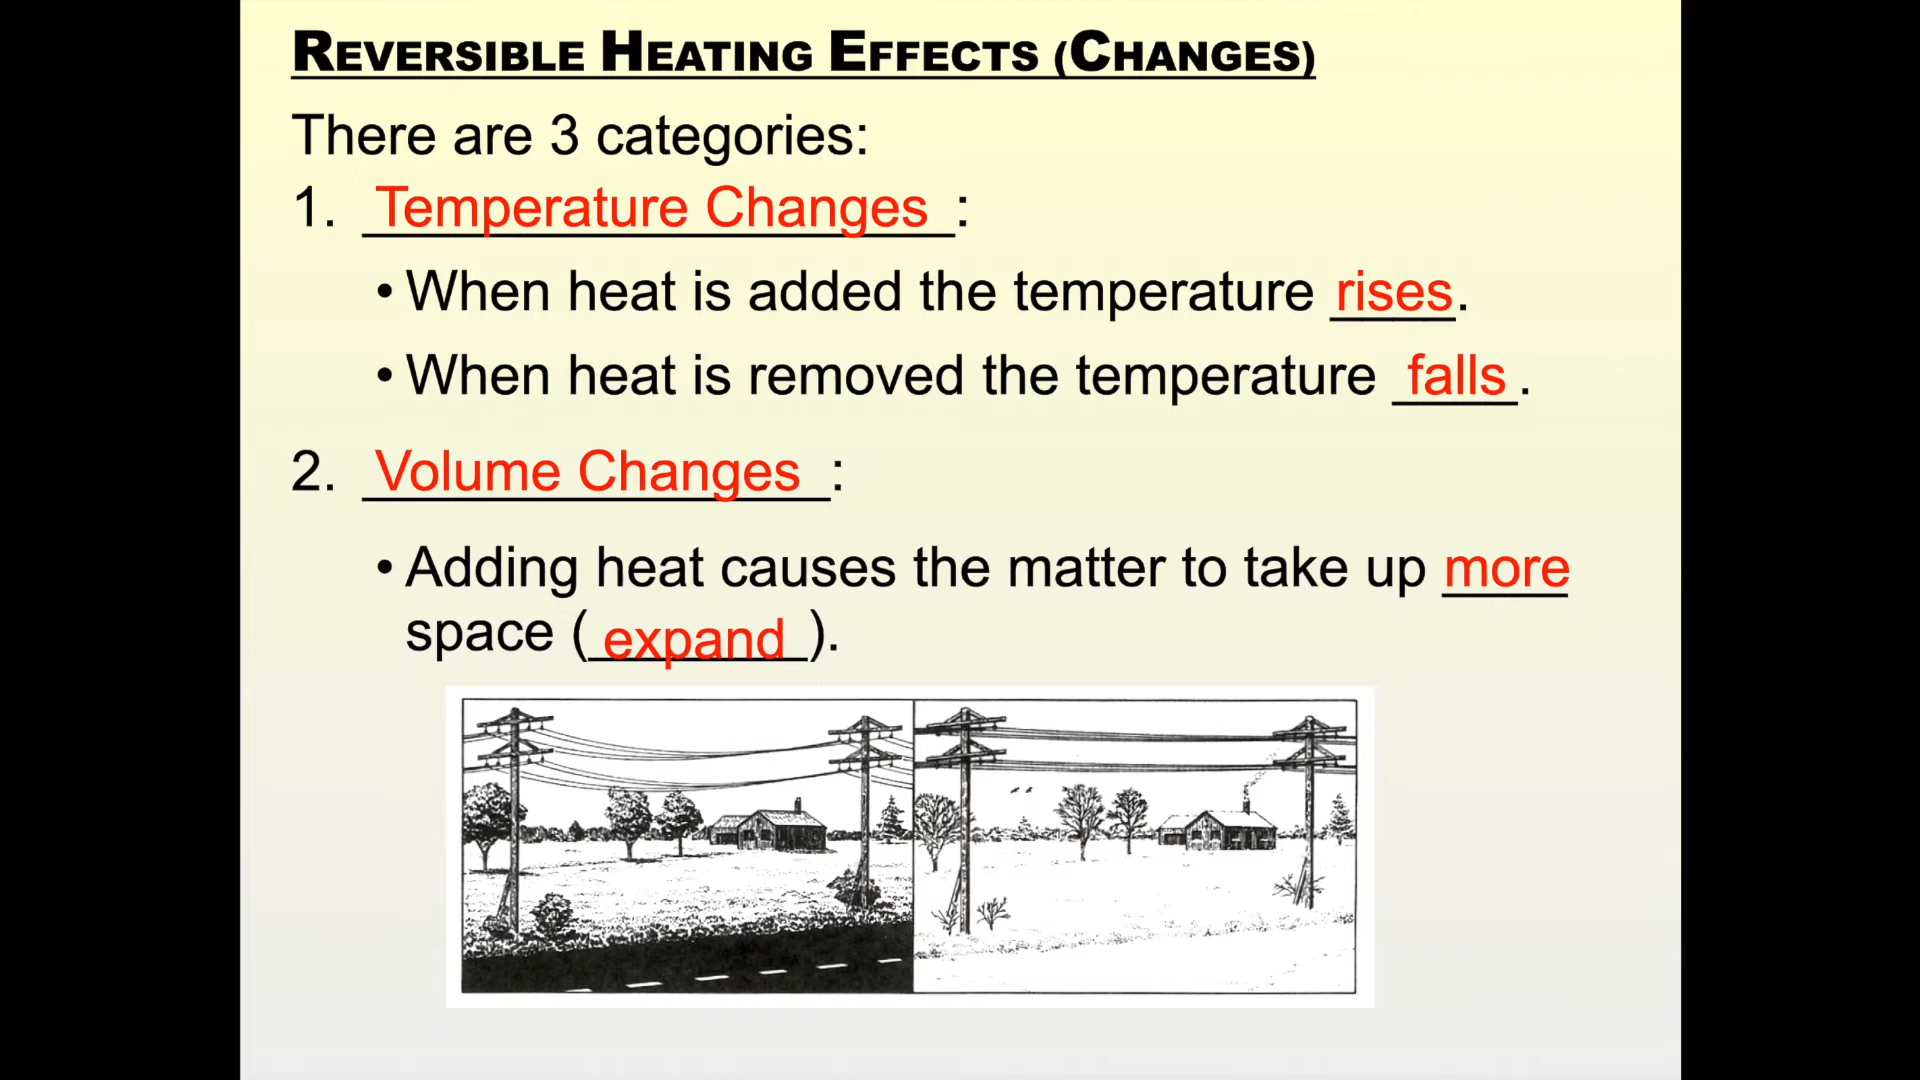 REVERSIBLE HEATING EFFECTS (CHANGES)
There are 3 categories:
1. Temperature Changes:
• When heat is added the temperature rises.
• When heat is removed the temperature falls.
2. Volume Changes:
• Adding heat causes the matter to take up more
space (expand).